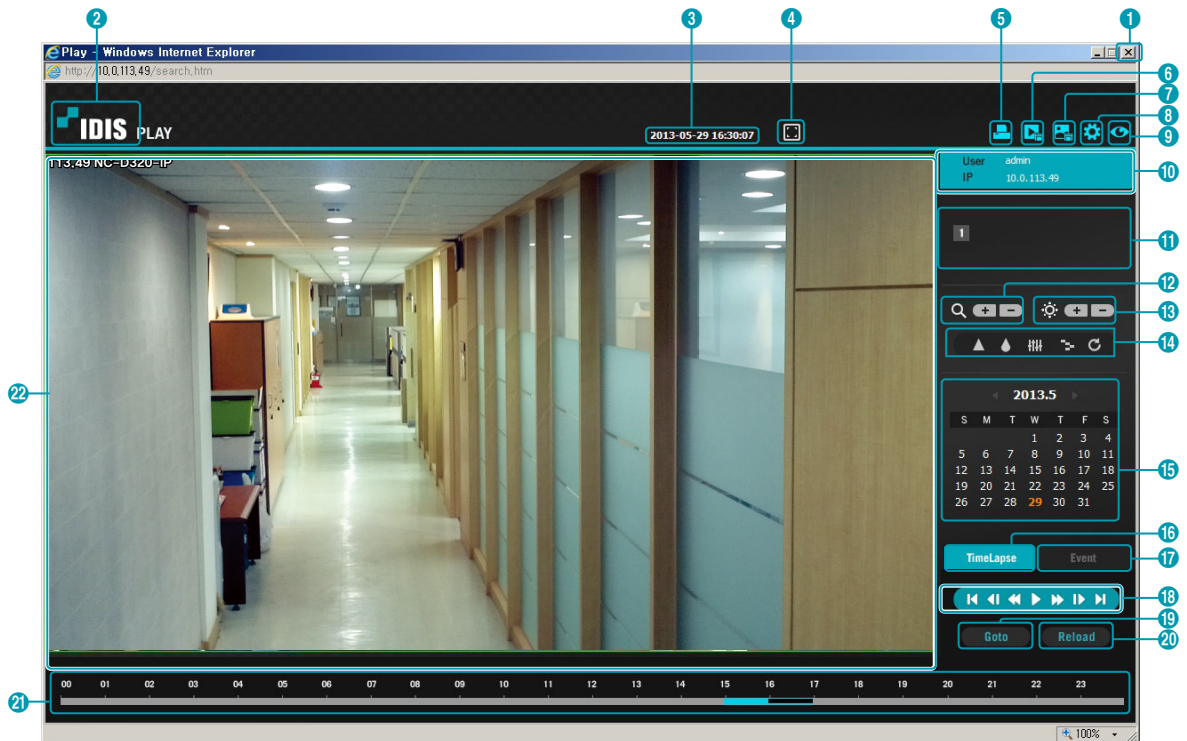 2 3 4 5 1
Play - Windows Internet Explorer
http://10.0.113.49/search.htm
6
7
8
9
IDIS PLAY
2013-05-29 16:30:07
113.49 NC-D320-IP
User admin
IP 10.0.113.49
10
1
11
12
13
14
22
2013.5
S M T W T F S
1 2 3 4
5 6 7 8 9 10 11
12 13 14 15 16 17 18
19 20 21 22 23 24 25
26 27 28 29 30 31
15
16
TimeLapse Event
17
18
19
Goto Reload
20
00 01 02 03 04 05 06 07 08 09 10 11 12 13 14 15 16 17 18 19 20 21 22 23
21
100%